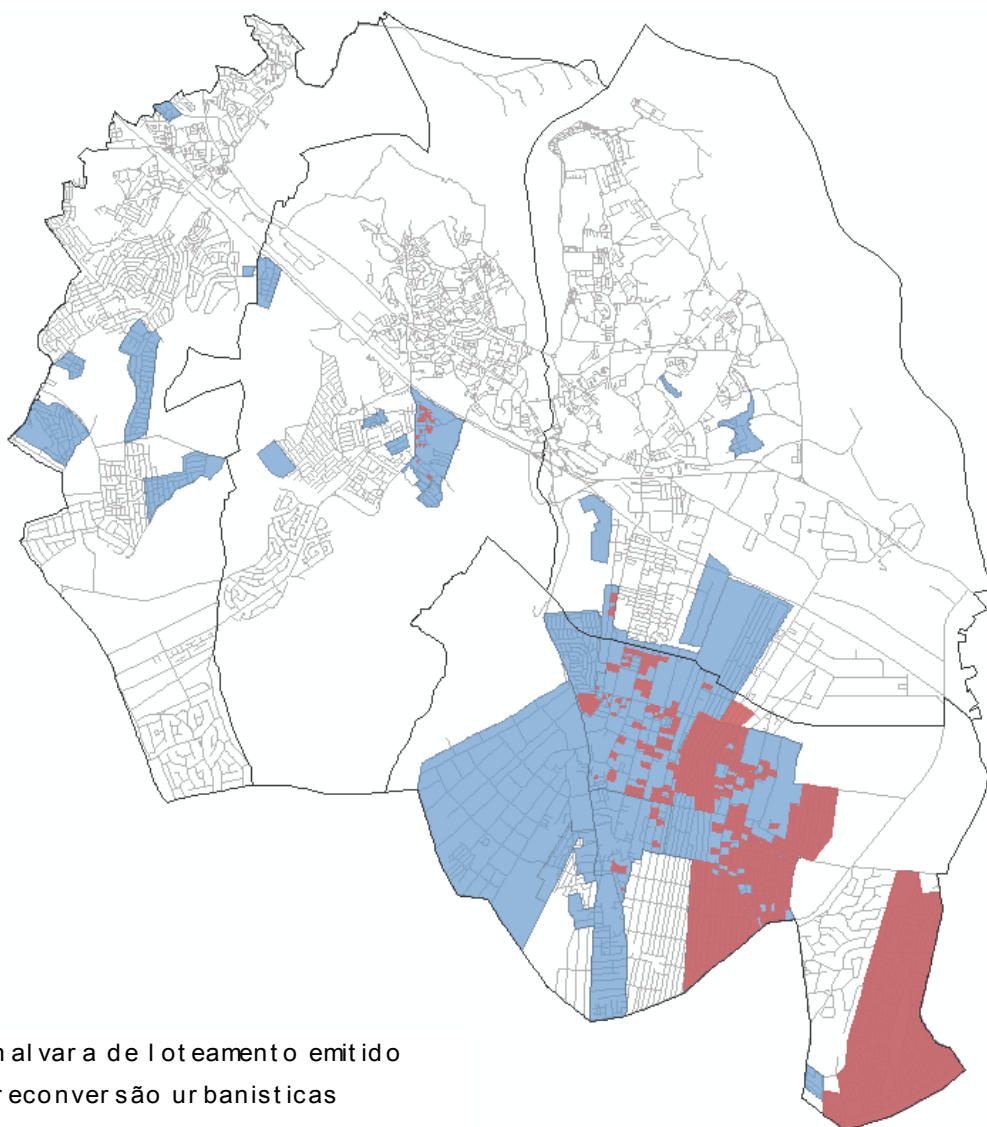 alvara de loteamento emitido
reconversão urbanisticas